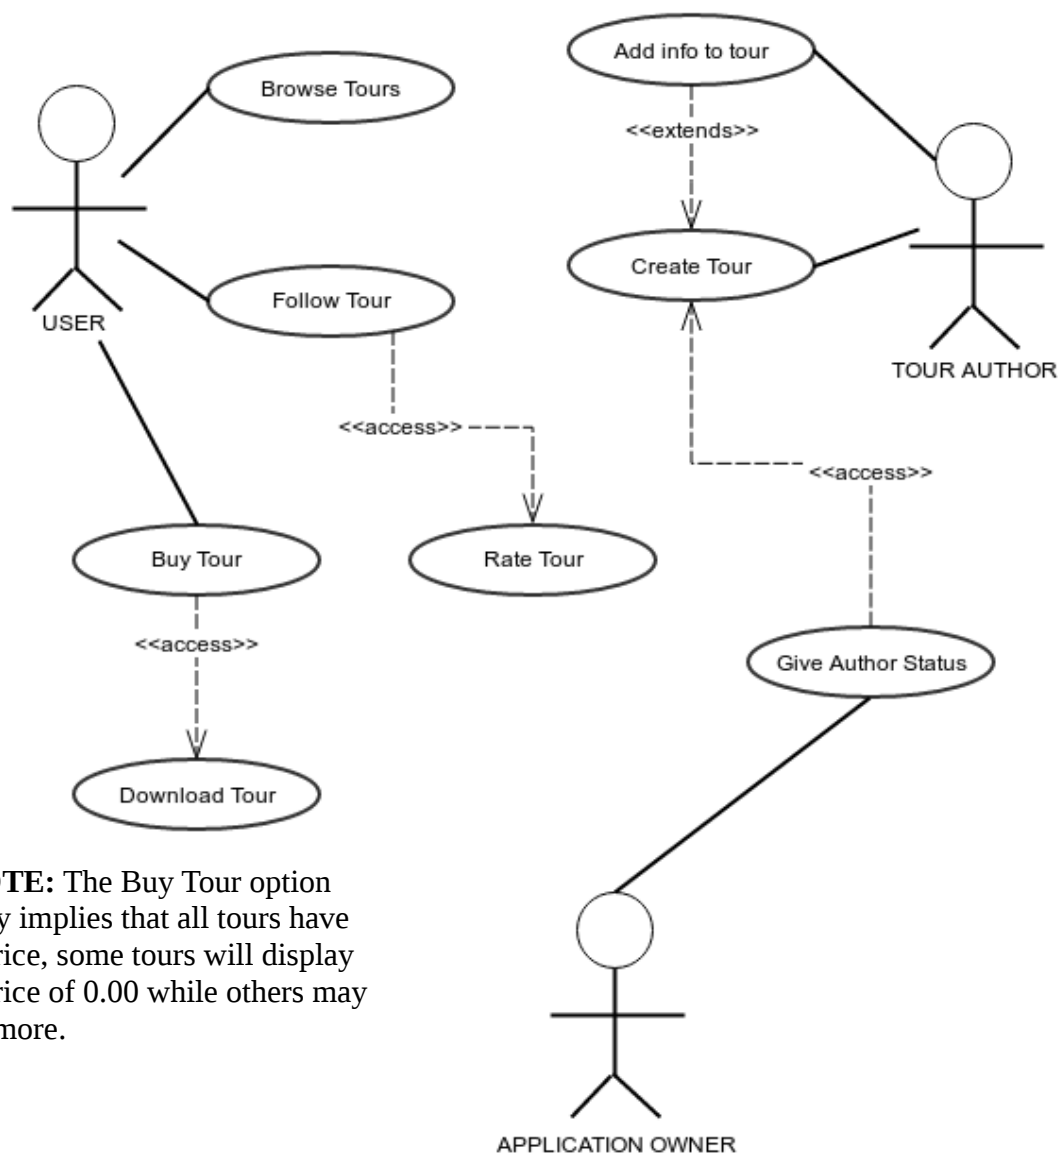 Add info to tour
Browse Tours
<<extends>>
Create Tour
Follow Tour
USER
TOUR AUTHOR
<<access>>
<<access>>
Buy Tour
Rate Tour
<<access>>
Give Author Status
Download Tour
OTE: The Buy Tour option
y implies that all tours have
rice, some tours will display
rice of 0.00 while others may
more.
APPLICATION OWNER